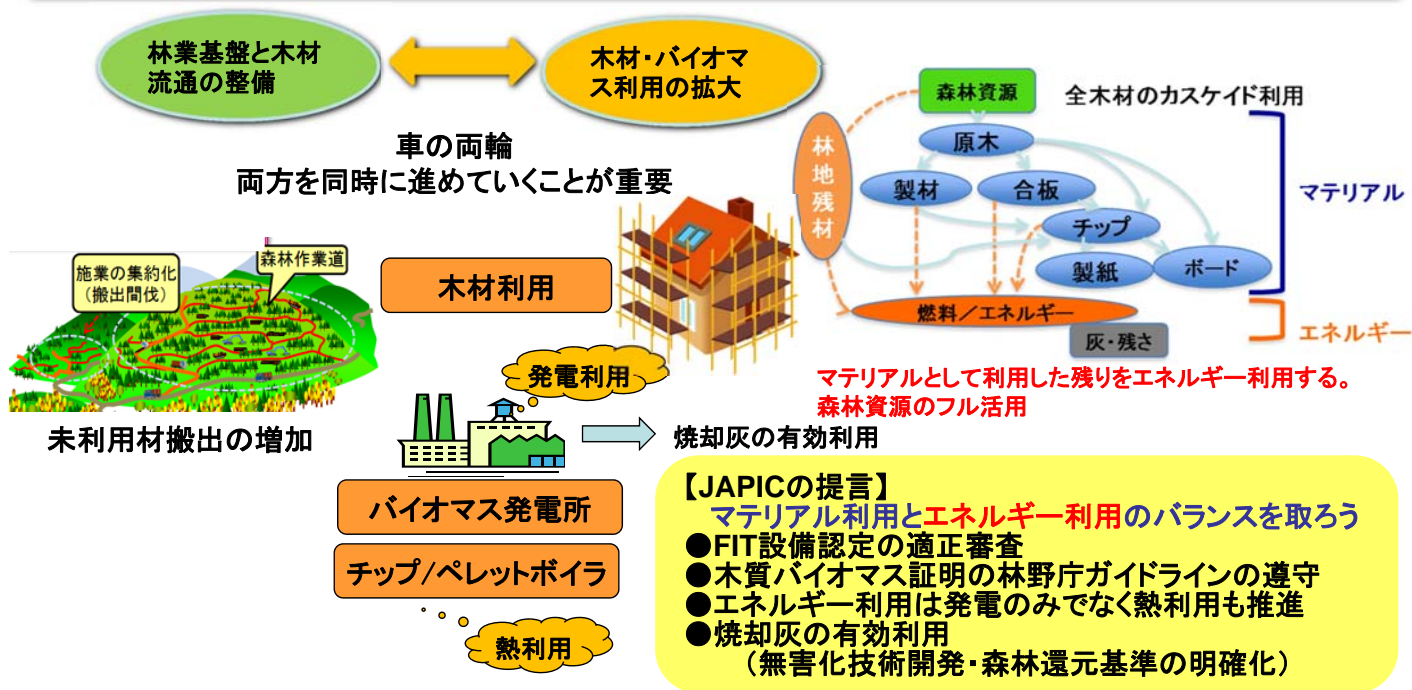 林業基盤と木材
流通の整備
木材・バイオマ
ス利用の拡大
車の両輪
両方を同時に進めていくことが重要
森林資源
全木材のカスケイド利用
林地残材
原木
製材
合板
チップ
製紙
ボード
マテリアル
燃料／エネルギー
灰・残さ
エネルギー
マテリアルとして利用した残りをエネルギー利用する。
森林資源のフル活用
施業の集約化
(搬出間伐)
森林作業道
未利用材搬出の増加
木材利用
発電利用
焼却灰の有効利用
バイオマス発電所
チップ/ペレットボイラ
熱利用
【JAPICの提言】
マテリアル利用とエネルギー利用のバランスを取ろう
●FIT設備認定の適正審査
●木質バイオマス証明の林野庁ガイドラインの遵守
●エネルギー利用は発電のみでなく熱利用も推進
●焼却灰の有効利用
（無害化技術開発・森林還元基準の明確化）